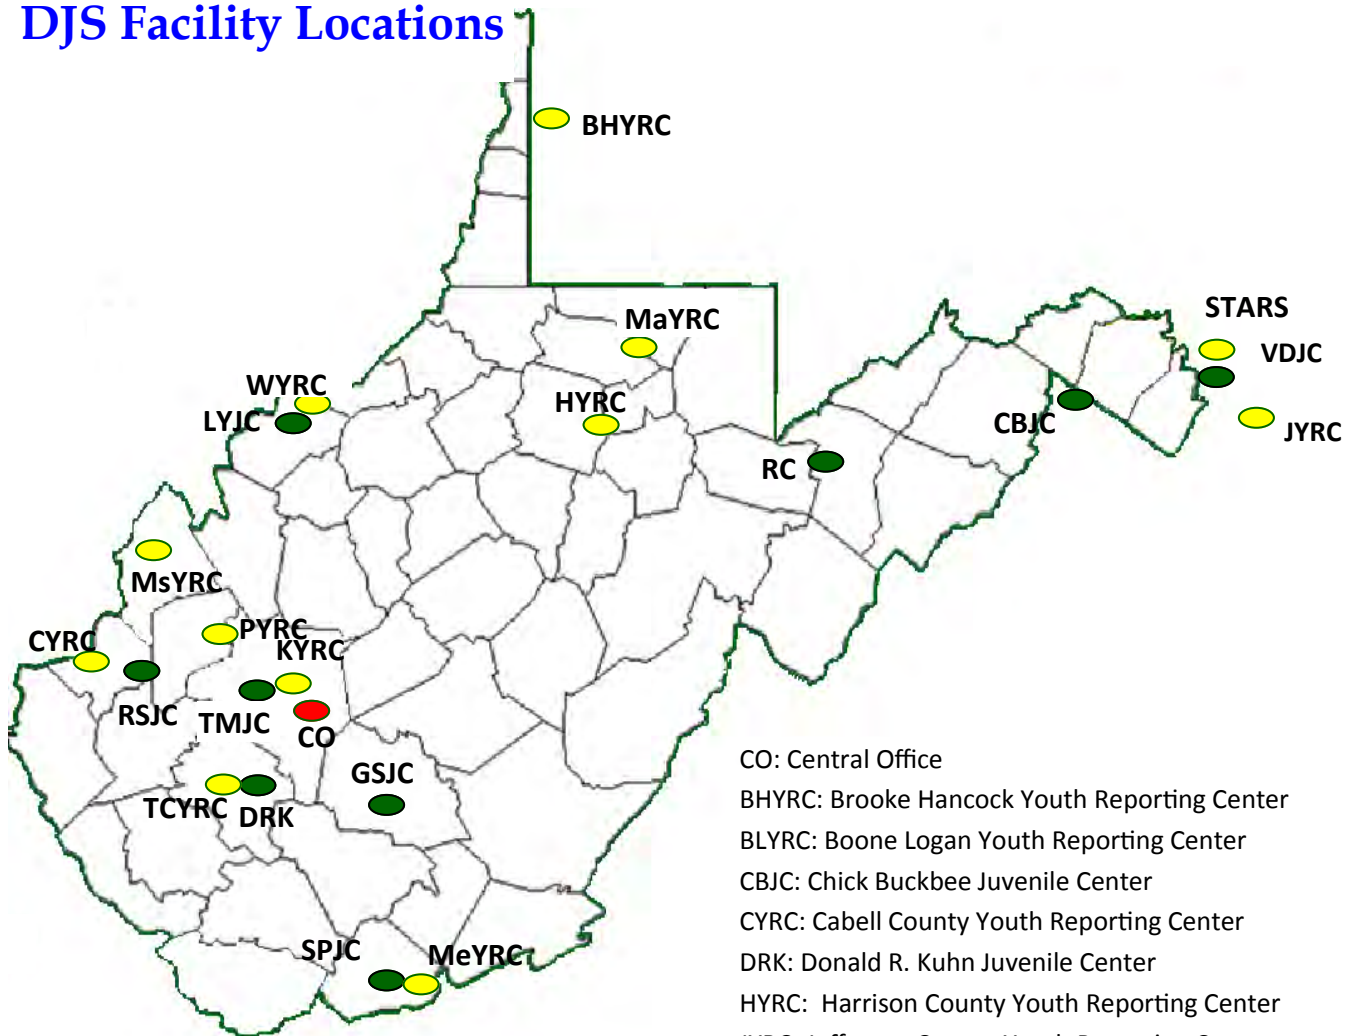 DJS Facility Locations
BHYRC
STARS
MaYRC
VDJC
WYRC
HYRC
LYJC
CBJC
JYRC
RC
MsYRC
PYRC
CYRC
KYRC
RSJC
TMJC
CO
GSJC
TCYRC
DRK
SPJC
MeYRC
CO: Central Office
BHYRC: Brooke Hancock Youth Reporting Center
BLYRC: Boone Logan Youth Reporting Center
CBJC: Chick Buckbee Juvenile Center
CYRC: Cabell County Youth Reporting Center
DRK: Donald R. Kuhn Juvenile Center
HYRC: Harrison County Youth Reporting Center